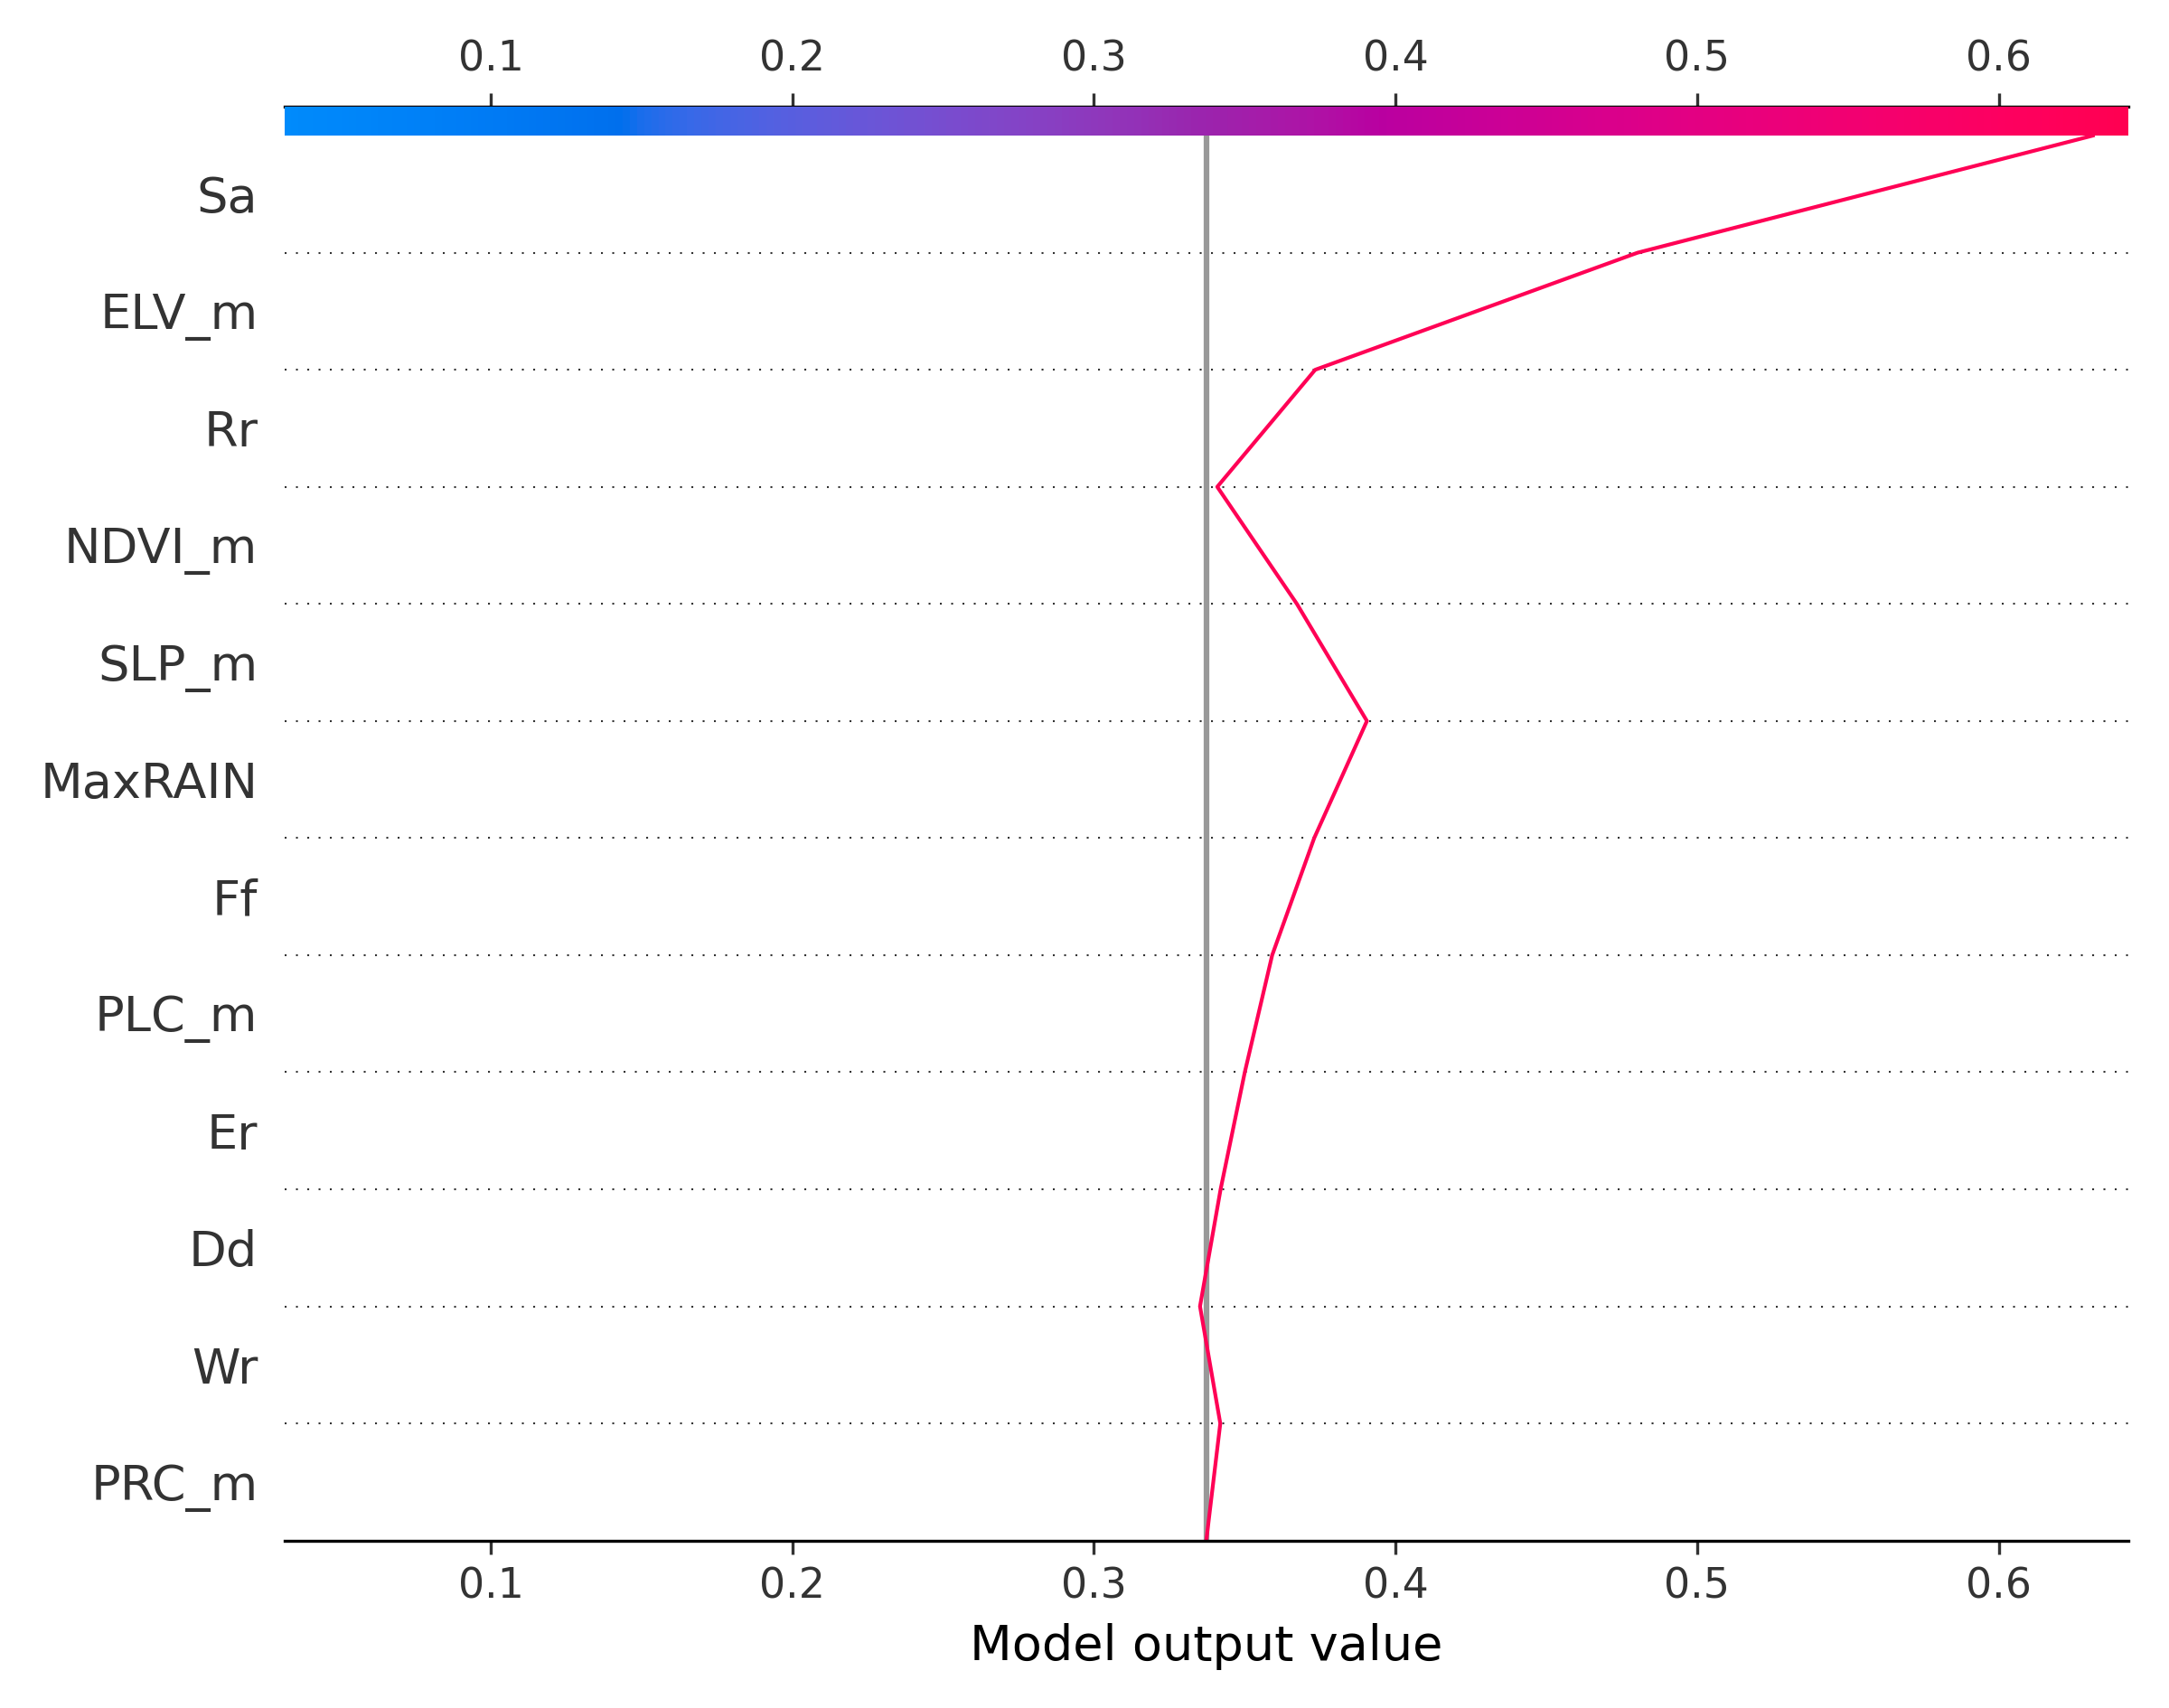 0.1 0.2 0.3 0.4 0.5 0.6
Sa
ELV_m
Rr
NDVI_m
SLP_m
MaxRAIN
Ff
PLC_m
Er
Dd
Wr
PRC_m
0.1 0.2 0.3 0.4 0.5 0.6
Model output value